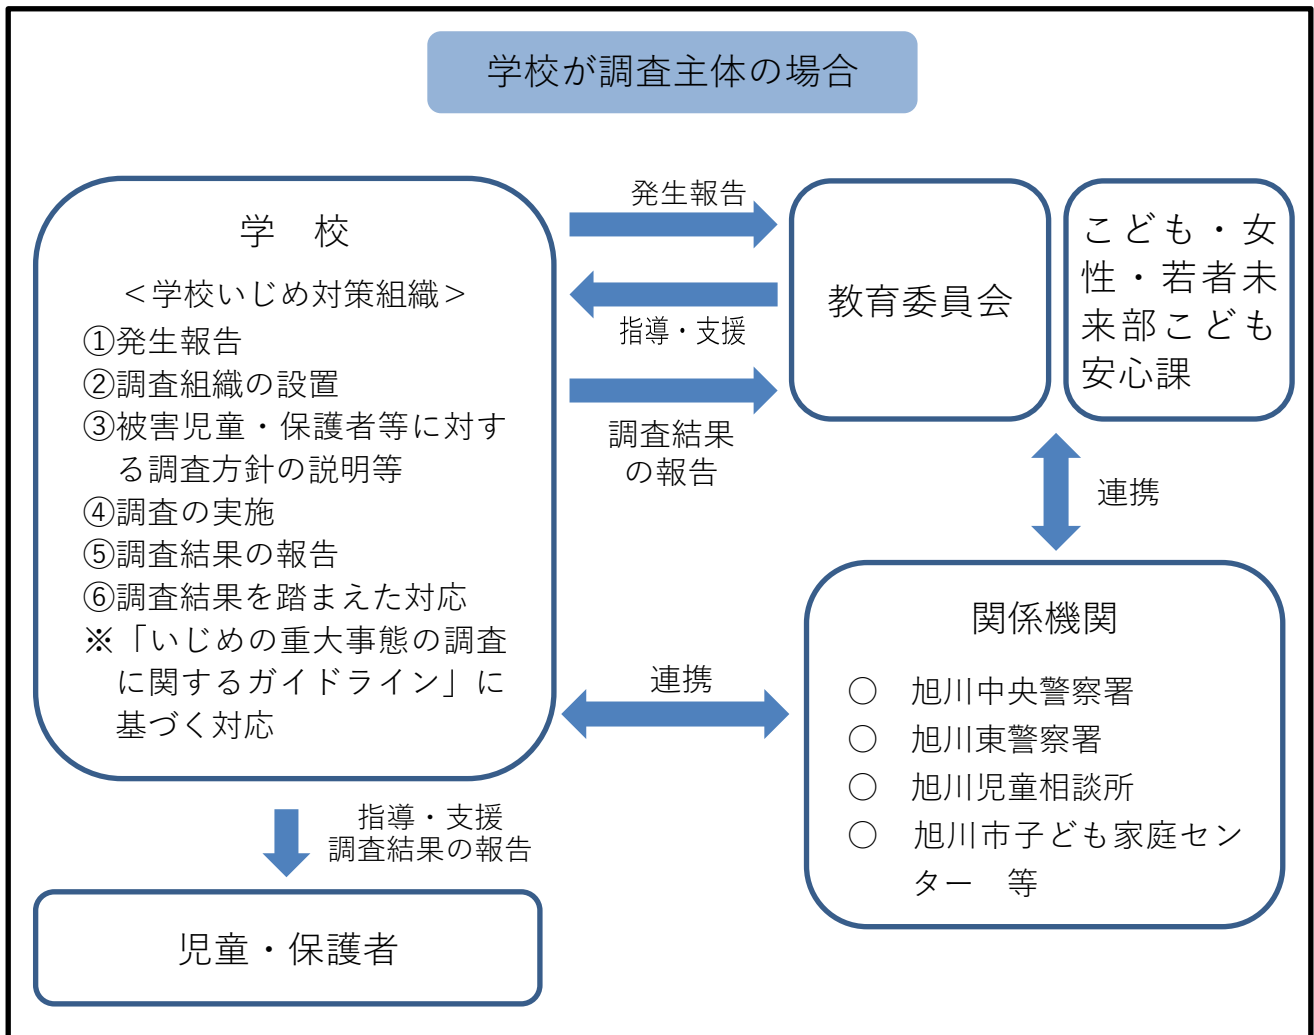 学校が調査主体の場合
学　校
＜学校いじめ対策組織＞
①発生報告
②調査組織の設置
③被害児童・保護者等に対す
る調査方針の説明等
④調査の実施
⑤調査結果の報告
⑥調査結果を踏まえた対応
※「いじめの重大事態の調査
に関するガイドライン」に
基づく対応
発生報告
指導・支援
調査結果
の報告
教育委員会
こども・女
性・若者未
来部こども
安心課
連携
連携
関係機関
○　旭川中央警察署
○　旭川東警察署
○　旭川児童相談所
○　旭川市子ども家庭セン
ター　等
指導・支援
調査結果の報告
児童・保護者